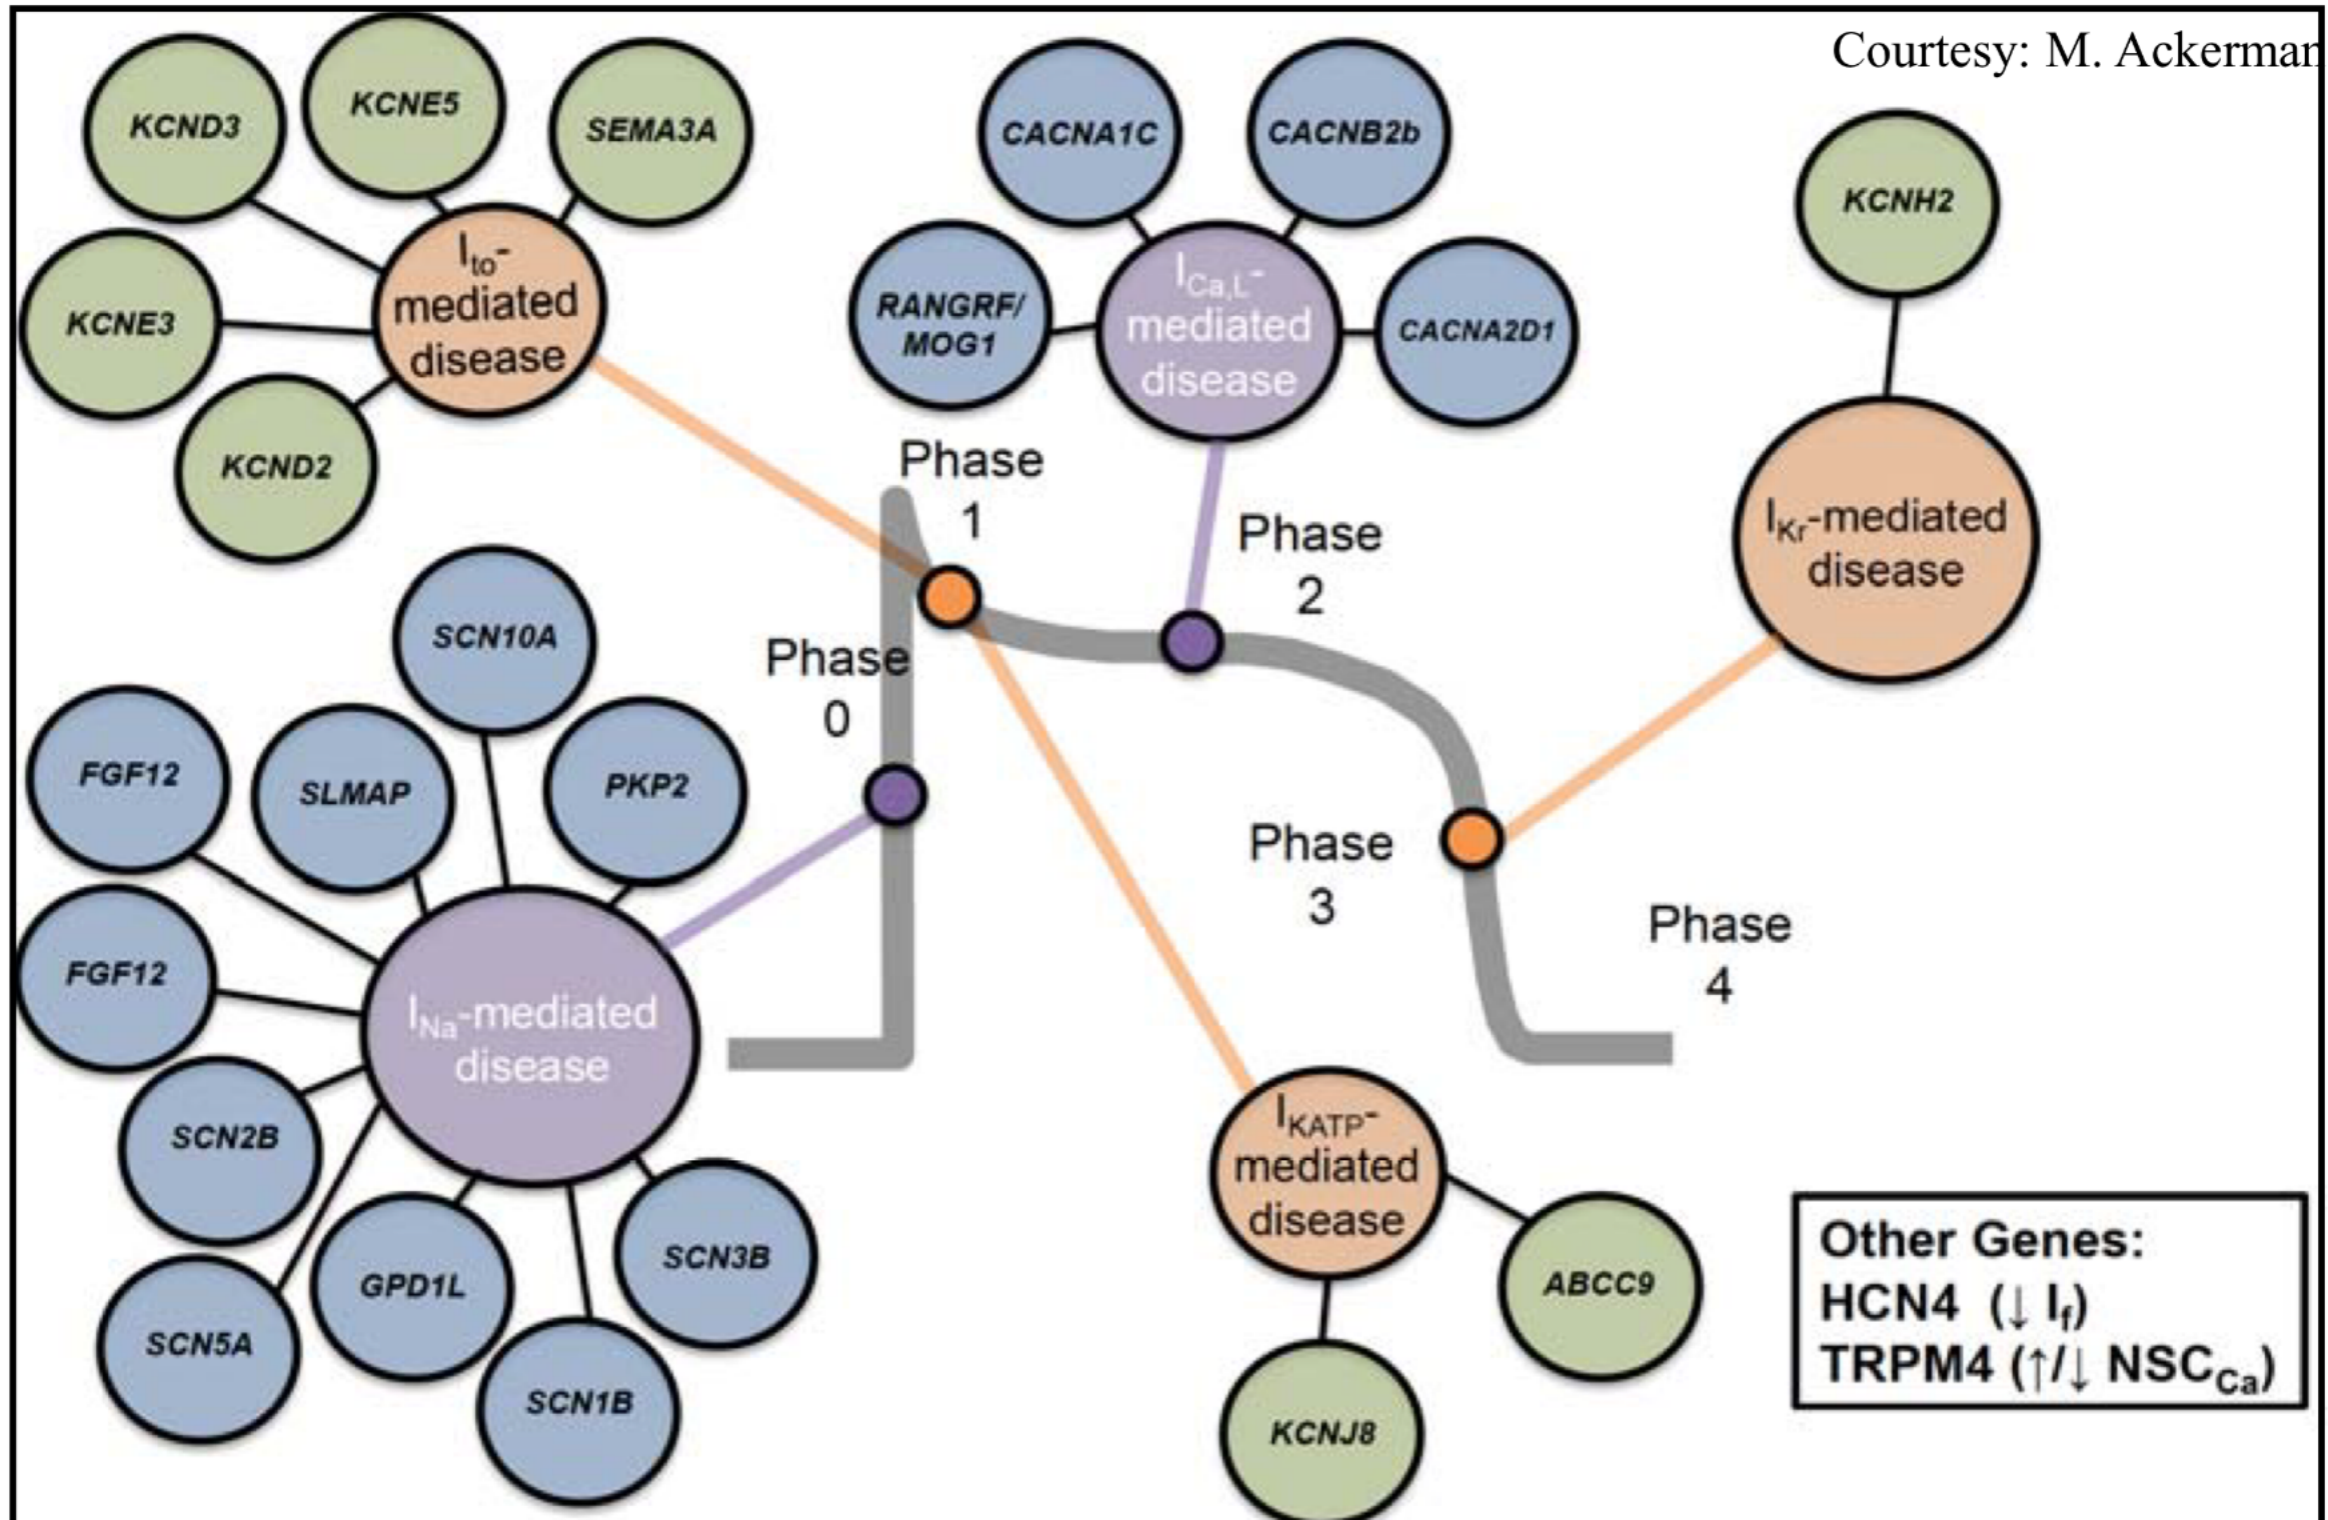 Courtesy: M. Ackerman
KCND3
KCNE5
SEMA3A
KCNE3
KCND2
Ito-
mediated
disease
CACNA1C
CACNB2b
RANGRF/
MOG1
CACNA2D1
ICa,L-
mediated
disease
KCNH2
IKr-mediated
disease
Phase
1
Phase
2
Phase
0
Phase
3
Phase
4
SCN10A
FGF12
SLMAP
PKP2
FGF12
INa-mediated
disease
SCN2B
SCN5A
GPD1L
SCN1B
SCN3B
IKATP-
mediated
disease
ABCC9
KCNJ8
Other Genes:
HCN4 (↓ If)
TRPM4 (↑/↓ NSCCa)